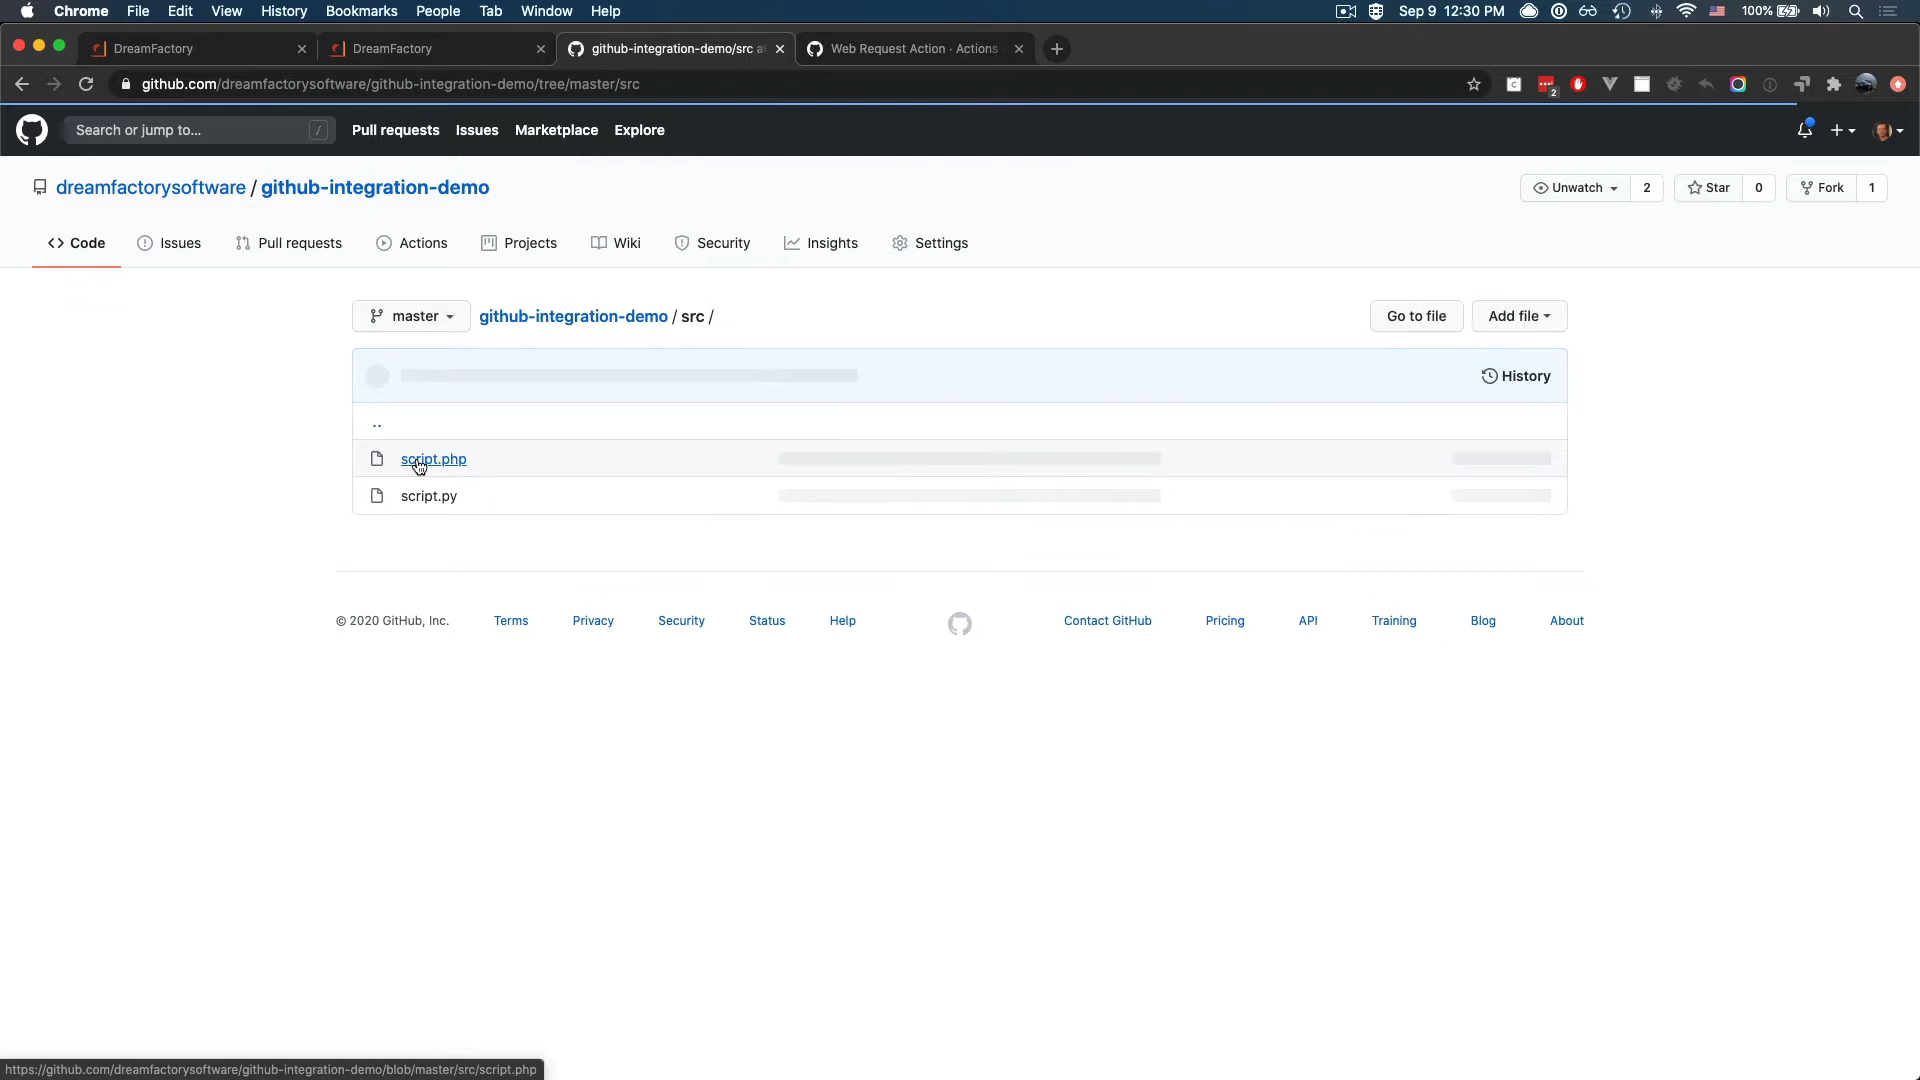 Chrome File Edit View History Bookmarks People Tab Window Help Sep 9 12:30 PM 100%
DreamFactory DreamFactory github-integration-demo/src a Web Request Action · Actions
github.com/dreamfactorysoftware/github-integration-demo/tree/master/src 2
Search or jump to... / Pull requests Issues Marketplace Explore
dreamfactorysoftware / github-integration-demo Unwatch 2 Star 0 Fork 1
Code Issues Pull requests Actions Projects Wiki Security Insights Settings
master github-integration-demo / src / Go to file Add file
History
..
script.php
script.py
© 2020 GitHub, Inc. Terms Privacy Security Status Help Contact GitHub Pricing API Training Blog About
https://github.com/dreamfactorysoftware/github-integration-demo/blob/master/src/script.php